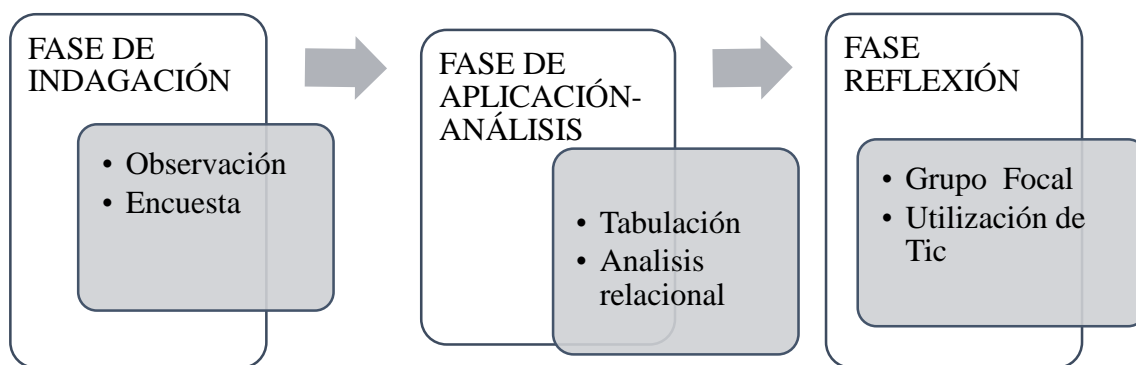 FASE DE
INDAGACIÓN
• Observación
• Encuesta
FASE DE
APLICACIÓN-
ANÁLISIS
• Tabulación
• Analisis
relacional
FASE
REFLEXIÓN
• Grupo Focal
• Utilización de
Tic